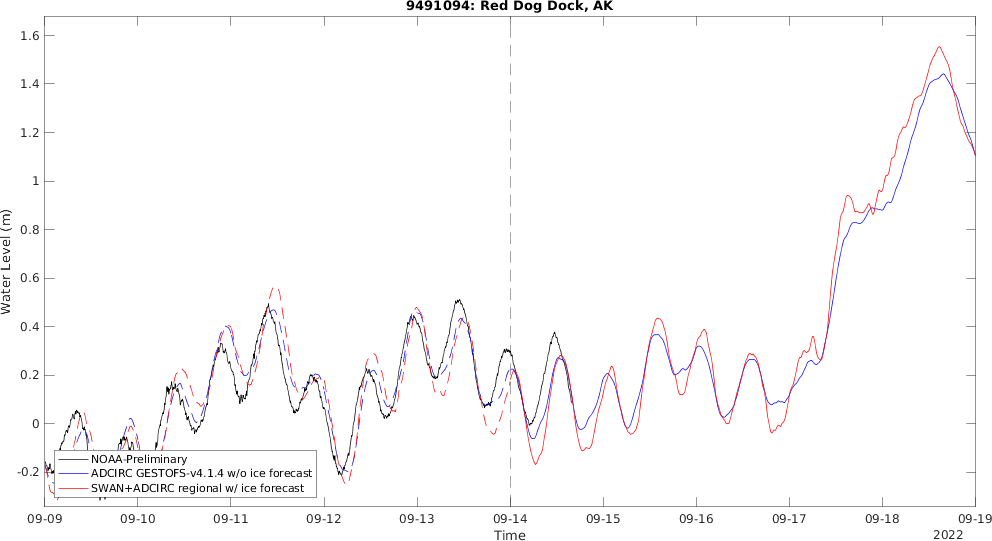 9491094: Red Dog Dock, AK
Water Level (m)
1.6
1.4
1.2
1
0.8
0.6
0.4
0.2
0
-0.2
NOAA-Preliminary
ADCIRC GESTOFS-v4.1.4 w/o ice forecast
SWAN+ADCIRC regional w/ ice forecast
09-09 09-10 09-11 09-12 09-13 09-14 09-15 09-16 09-17 09-18 09-19
Time
2022